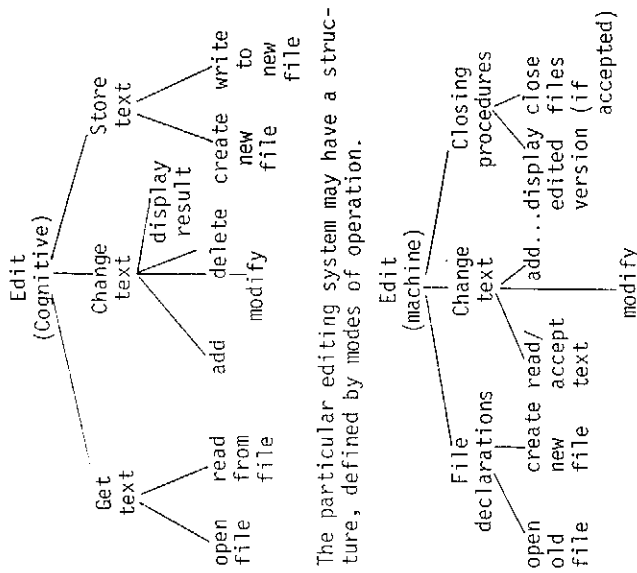 Edit
(Cognitive)
Get Change Store
text text text
open read add delete display create write
file from result new to
file modify file new
file
The particular editing system may have a struc-
ture, defined by modes of operation.
Edit
(machine)
File Change Closing
declarations text procedures
open create read/ add...display close
old new accept edited files
file file text version (if
modify accepted)